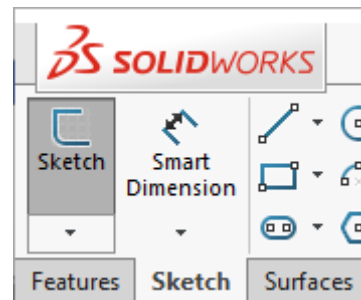 SOLIDWORKS
Sketch
Smart
Dimension
Features Sketch Surfaces